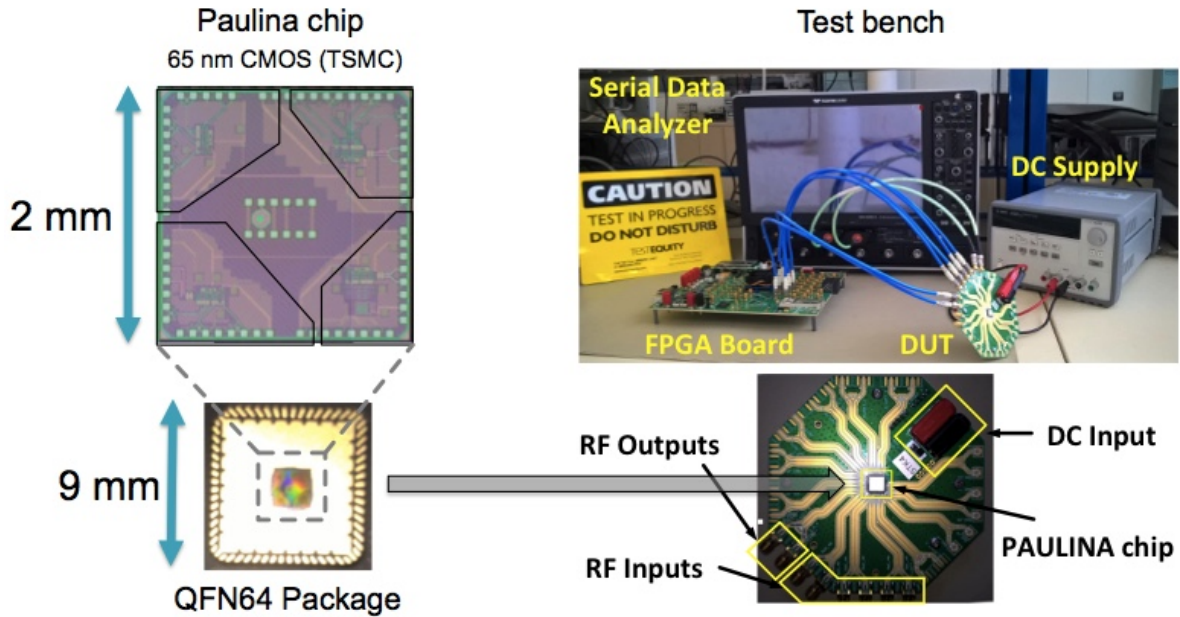 Paulina chip
65 nm CMOS (TSMC)
2 mm
9 mm
QFN64 Package
Test bench
Serial Data
Analyzer
DC Supply
CAUTION
TEST IN PROGRESS
DO NOT DISTURB
TESTEQUITY
FPGA Board
DUT
RF Outputs
DC Input
PAULINA chip
RF Inputs